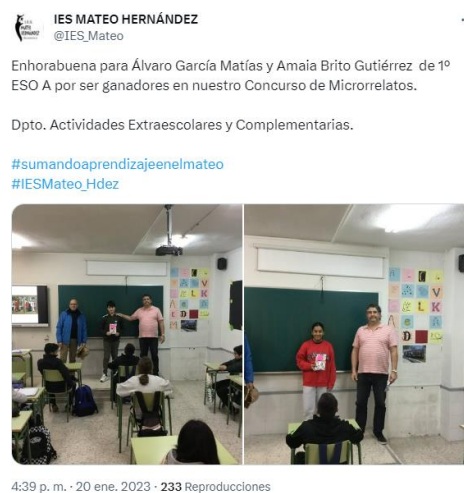 IES MATEO HERNÁNDEZ
@IES_Mateo
Enhorabuena para Álvaro García Matías y Amaia Brito Gutiérrez de 1º
ESO A por ser ganadores en nuestro Concurso de Microrrelatos.
Dpto. Actividades Extraescolares y Complementarias.
#sumandoaprendizajeenelmateo
#IESMateo_Hdez
4:39 p. m. · 20 ene. 2023 · 233 Reproducciones